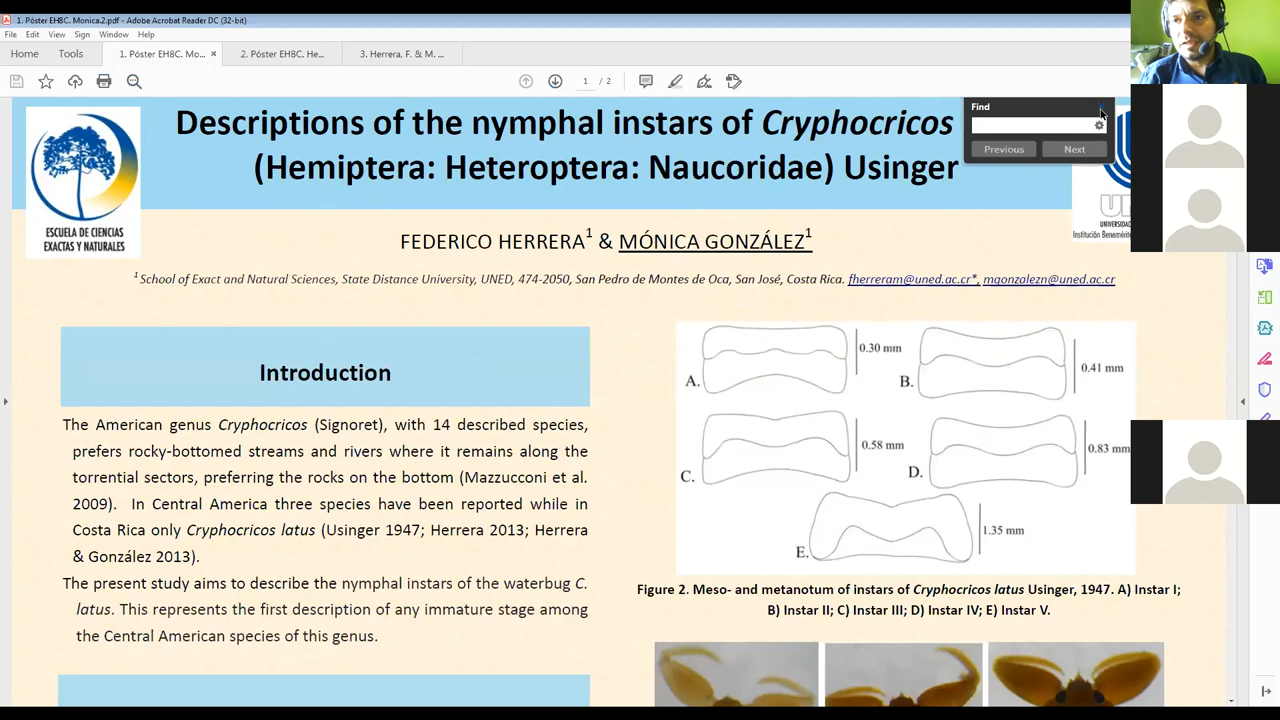 1. Póster EH8C. Monica.2.pdf - Adobe Acrobat Reader DC (32-bit)
File Edit View Sign Window Help
Home Tools 1. Póster EH8C. Mo... × 2. Póster EH8C. He... 3. Herrera, F. & M. ...
1 / 2
Find
Previous Next
Descriptions of the nymphal instars of Cryphocricos
(Hemiptera: Heteroptera: Naucoridae) Usinger
ESCUELA DE CIENCIAS
EXACTAS Y NATURALES
FEDERICO HERRERA¹ & MÓNICA GONZÁLEZ¹
¹ School of Exact and Natural Sciences, State Distance University, UNED, 474-2050, San Pedro de Montes de Oca, San José, Costa Rica. fherreram@uned.ac.cr*, mgonzalezn@uned.ac.cr
Introduction
The American genus Cryphocricos (Signoret), with 14 described species,
prefers rocky-bottomed streams and rivers where it remains along the
torrential sectors, preferring the rocks on the bottom (Mazzucconi et al.
2009). In Central America three species have been reported while in
Costa Rica only Cryphocricos latus (Usinger 1947; Herrera 2013; Herrera
& González 2013).
The present study aims to describe the nymphal instars of the waterbug C.
latus. This represents the first description of any immature stage among
the Central American species of this genus.
A. 0.30 mm B. 0.41 mm
C. 0.58 mm D. 0.83 mm
E. 1.35 mm
Figure 2. Meso- and metanotum of instars of Cryphocricos latus Usinger, 1947. A) Instar I;
B) Instar II; C) Instar III; D) Instar IV; E) Instar V.